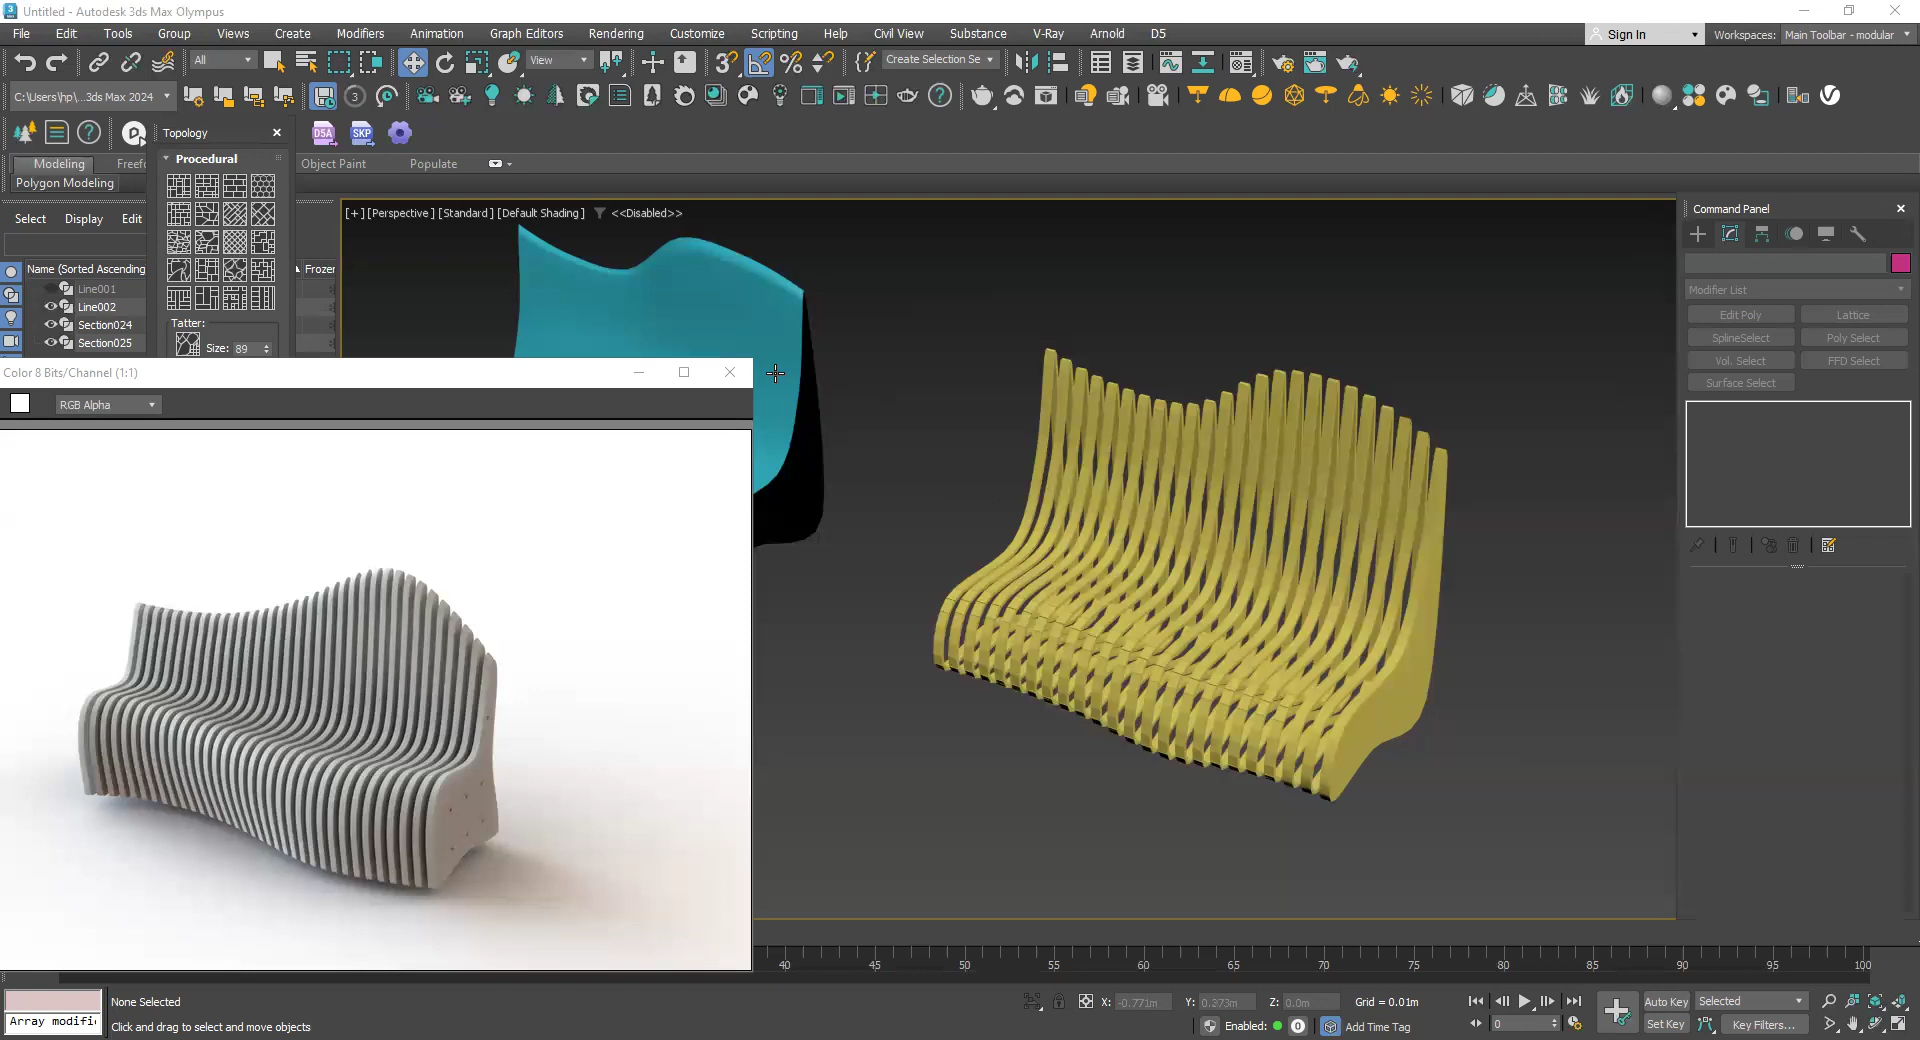 Untitled - Autodesk 3ds Max Olympus
File Edit Tools Group Views Create Modifiers Animation Graph Editors Rendering Customize Scripting Help Civil View Substance V-Ray Arnold D5
Sign In
Workspaces: Main Toolbar - modular
All
View
Create Selection Se
C:\Users\hp\...3ds Max 2024
3
D5A
SKP
Topology
Procedural
Modeling Freef Object Paint Populate
Polygon Modeling
Select Display Edit
Name (Sorted Ascending Frozer
Line001
Line002
Section024
Section025
Tatter:
Size: 89
[+] [Perspective] [Standard] [Default Shading] <<Disabled>>
Color 8 Bits/Channel (1:1)
RGB Alpha
Command Panel
Modifier List
Edit Poly Lattice
SplineSelect Poly Select
Vol. Select FFD Select
Surface Select
40 45 50 55 60 65 70 75 80 85 90 95 100
None Selected
Array modifi
Click and drag to select and move objects
X: -0.771m Y: 0.373m Z: 0.0m Grid = 0.01m
Enabled: 0 Add Time Tag
0
Auto Key Selected
Set Key Key Filters...